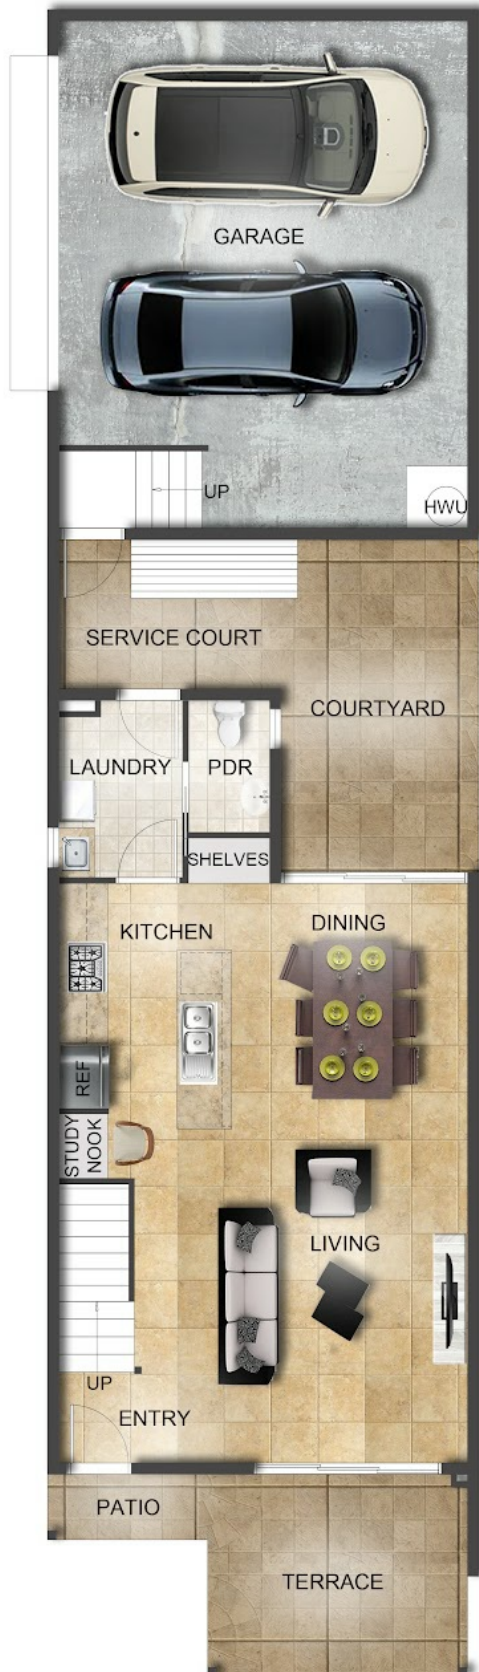 GARAGE
UP
HWU
SERVICE COURT
COURTYARD
LAUNDRY
PDR
SHELVES
KITCHEN
DINING
REF
STUDY
NOOK
LIVING
UP
ENTRY
PATIO
TERRACE